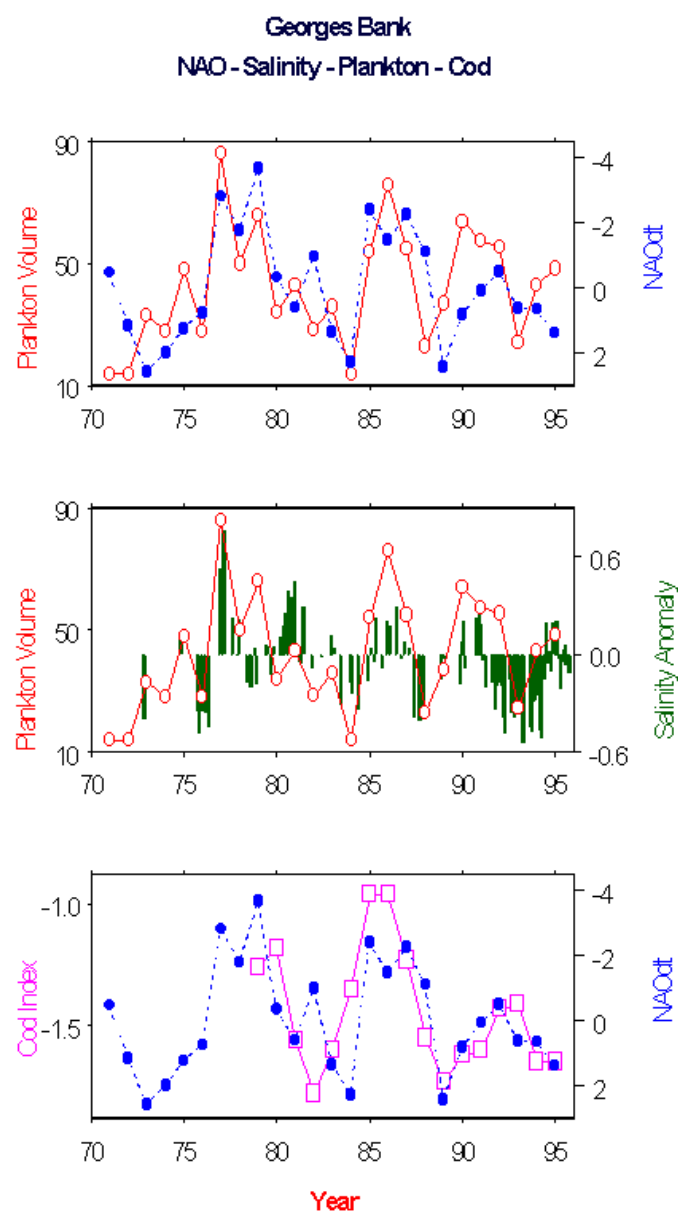 Georges Bank
NAO - Salinity - Plankton - Cod
90
50
10
Plankton Volume
-4
-2
0
2
NAOdt
70 75 80 85 90 95
90
50
10
Plankton Volume
0.6
0.0
-0.6
Salinity Anomaly
70 75 80 85 90 95
-1.0
-1.5
Cod Index
-4
-2
0
2
NAOdt
70 75 80 85 90 95
Year